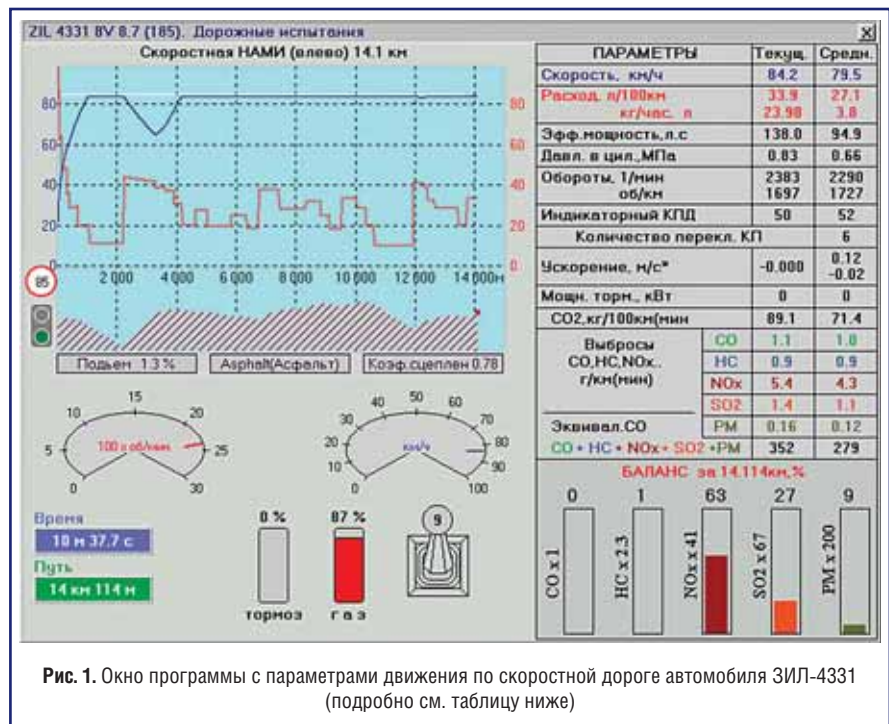 ZIL 4331 8V 8.7 (185). Дорожные испытания
Скоростная НАМИ (влево) 14.1 км
80 80
60 60
40 40
20 20
0 0
2 000 4 000 6 000 8 000 10 000 12 000 14 000м
85
Подъем 1.3 % Asphalt(Асфальт) Коэф.сцеплен 0.78
0 5 10 15 20 25 30
100 x об/мин
0 10 20 30 40 50 60 70 80 90 100
км/ч
Время
10 м 37.7 с
Путь
14 км 114 м
0 % 87 % 9
тормоз газ
ПАРАМЕТРЫ Текущ. Средн.
Скорость, км/ч 84.2 79.5
Расход, л/100км 33.9 27.1
кг/час, л 23.98 3.8
Эфф.мощность,л.с 138.0 94.9
Давл. в цил.,МПа 0.83 0.66
Обороты, 1/мин 2383 2290
об/км 1697 1727
Индикаторный КПД 50 52
Количество перекл. КП 6
Ускорение, м/с* -0.000 0.12
-0.02
Мощн. торм., кВт 0 0
CO2,кг/100км(мин 89.1 71.4
Выбросы CO 1.1 1.0
CO,HC,NOx.. HC 0.9 0.9
г/км(мин) NOx 5.4 4.3
SO2 1.4 1.1
Эквивал.CO PM 0.16 0.12
CO + HC + NOx + SO2 +PM 352 279
БАЛАНС за 14.114км,%
0 1 63 27 9
CO x 1
HC x 2.3
NOx x 41
SO2 x 67
PM x 200
Рис. 1. Окно программы с параметрами движения по скоростной дороге автомобиля ЗИЛ-4331
(подробно см. таблицу ниже)